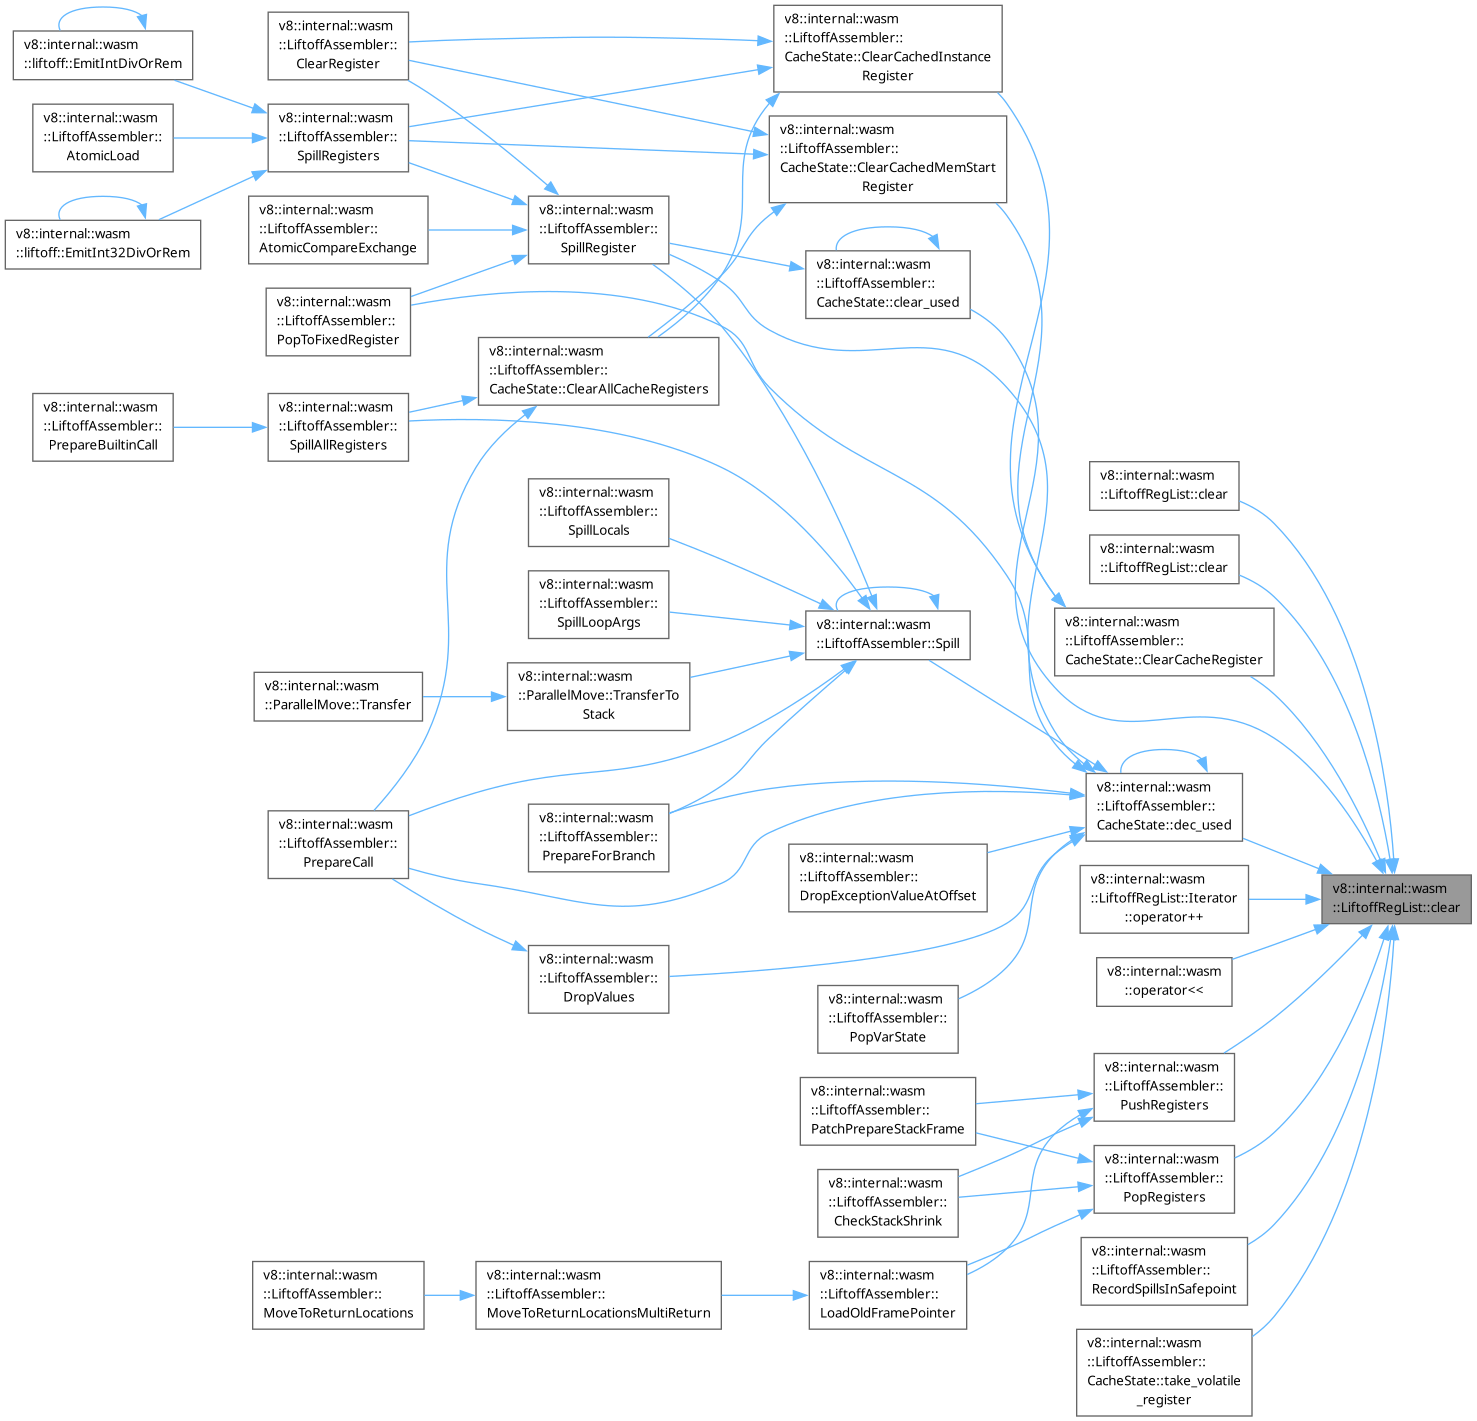 v8::internal::wasm
::liftoff::EmitIntDivOrRem
v8::internal::wasm
::LiftoffAssembler::
AtomicLoad
v8::internal::wasm
::liftoff::EmitInt32DivOrRem
v8::internal::wasm
::LiftoffAssembler::
PrepareBuiltinCall
v8::internal::wasm
::LiftoffAssembler::
ClearRegister
v8::internal::wasm
::LiftoffAssembler::
SpillRegisters
v8::internal::wasm
::LiftoffAssembler::
AtomicCompareExchange
v8::internal::wasm
::LiftoffAssembler::
PopToFixedRegister
v8::internal::wasm
::LiftoffAssembler::
SpillAllRegisters
v8::internal::wasm
::ParallelMove::Transfer
v8::internal::wasm
::LiftoffAssembler::
PrepareCall
v8::internal::wasm
::LiftoffAssembler::
MoveToReturnLocations
v8::internal::wasm
::LiftoffAssembler::
SpillRegister
v8::internal::wasm
::LiftoffAssembler::
CacheState::ClearAllCacheRegisters
v8::internal::wasm
::LiftoffAssembler::
SpillLocals
v8::internal::wasm
::LiftoffAssembler::
SpillLoopArgs
v8::internal::wasm
::ParallelMove::TransferTo
Stack
v8::internal::wasm
::LiftoffAssembler::
PrepareForBranch
v8::internal::wasm
::LiftoffAssembler::
DropValues
v8::internal::wasm
::LiftoffAssembler::
MoveToReturnLocationsMultiReturn
v8::internal::wasm
::LiftoffAssembler::
CacheState::ClearCachedInstance
Register
v8::internal::wasm
::LiftoffAssembler::
CacheState::ClearCachedMemStart
Register
v8::internal::wasm
::LiftoffAssembler::
CacheState::clear_used
v8::internal::wasm
::LiftoffAssembler::Spill
v8::internal::wasm
::LiftoffAssembler::
DropExceptionValueAtOffset
v8::internal::wasm
::LiftoffAssembler::
PopVarState
v8::internal::wasm
::LiftoffAssembler::
PatchPrepareStackFrame
v8::internal::wasm
::LiftoffAssembler::
CheckStackShrink
v8::internal::wasm
::LiftoffAssembler::
LoadOldFramePointer
v8::internal::wasm
::LiftoffRegList::clear
v8::internal::wasm
::LiftoffRegList::clear
v8::internal::wasm
::LiftoffAssembler::
CacheState::ClearCacheRegister
v8::internal::wasm
::LiftoffAssembler::
CacheState::dec_used
v8::internal::wasm
::LiftoffRegList::Iterator
::operator++
v8::internal::wasm
::operator<<
v8::internal::wasm
::LiftoffAssembler::
PushRegisters
v8::internal::wasm
::LiftoffAssembler::
PopRegisters
v8::internal::wasm
::LiftoffAssembler::
RecordSpillsInSafepoint
v8::internal::wasm
::LiftoffAssembler::
CacheState::take_volatile
_register
v8::internal::wasm
::LiftoffRegList::clear